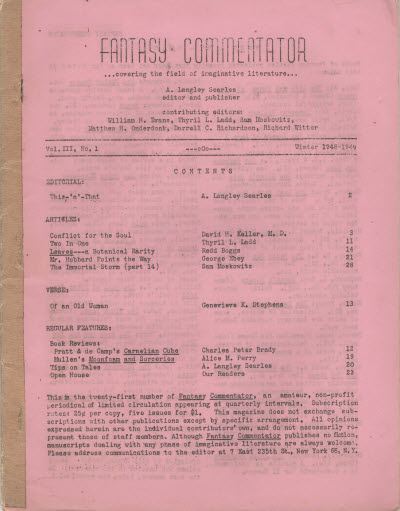 FANTASY COMMENTATOR
...covering the field of imaginative literature...
A. Langley Searles
editor and publisher
contributing editors:
William H. Evans, Thyril L. Ladd, Sam Moskowitz,
Matthew H. Onderdonk, Darrell C. Richardson, Richard Witter
Vol. III, No. 1 ---oOo--- Winter 1948-1949
CONTENTS
EDITORIAL:
This-'n'-That A. Langley Searles 2
ARTICLES:
Conflict for the Soul David H. Keller, M. D. 3
Two In One Thyril L. Ladd 11
Leaves---a Botanical Rarity Redd Boggs 14
Mr. Hubbard Points the Way George Ebey 21
The Immortal Storm (part 14) Sam Moskowitz 28
VERSE:
Of an Old Woman Genevieve K. Stephens 13
REGULAR FEATURES:
Book Reviews:
Pratt & de Camp's Carnelian Cube Charles Peter Brady 12
Mullen's Moonfoam and Sorceries Alice M. Perry 19
Tips on Tales A. Langley Searles 20
Open House Our Readers 23
This is the twenty-first number of Fantasy Commentator, an amateur, non-profit
periodical of limited circulation appearing at quarterly intervals. Subscription
rates: 25¢ per copy, five issues for $1. This magazine does not exchange sub-
scriptions with other publications except by specific arrangement. All opinions
expressed herein are the individual contributors' own, and do not necessarily re-
present those of staff members. Although Fantasy Commentator publishes no fiction,
manuscripts dealing with any phase of imaginative literature are always welcome.
Please address communications to the editor at 7 East 235th St., New York 66, N.Y.